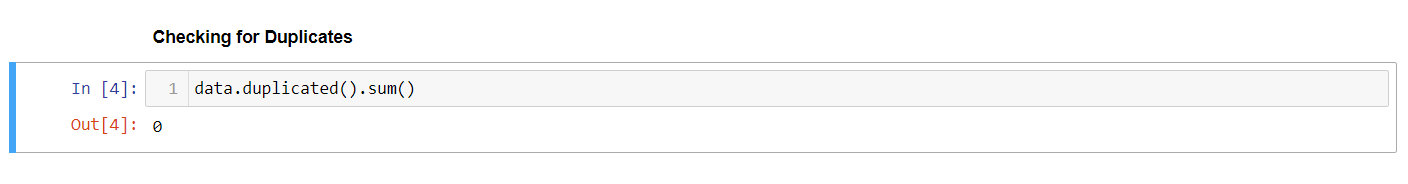 Checking for Duplicates
In [4]: 1 data.duplicated().sum()
Out[4]: 0